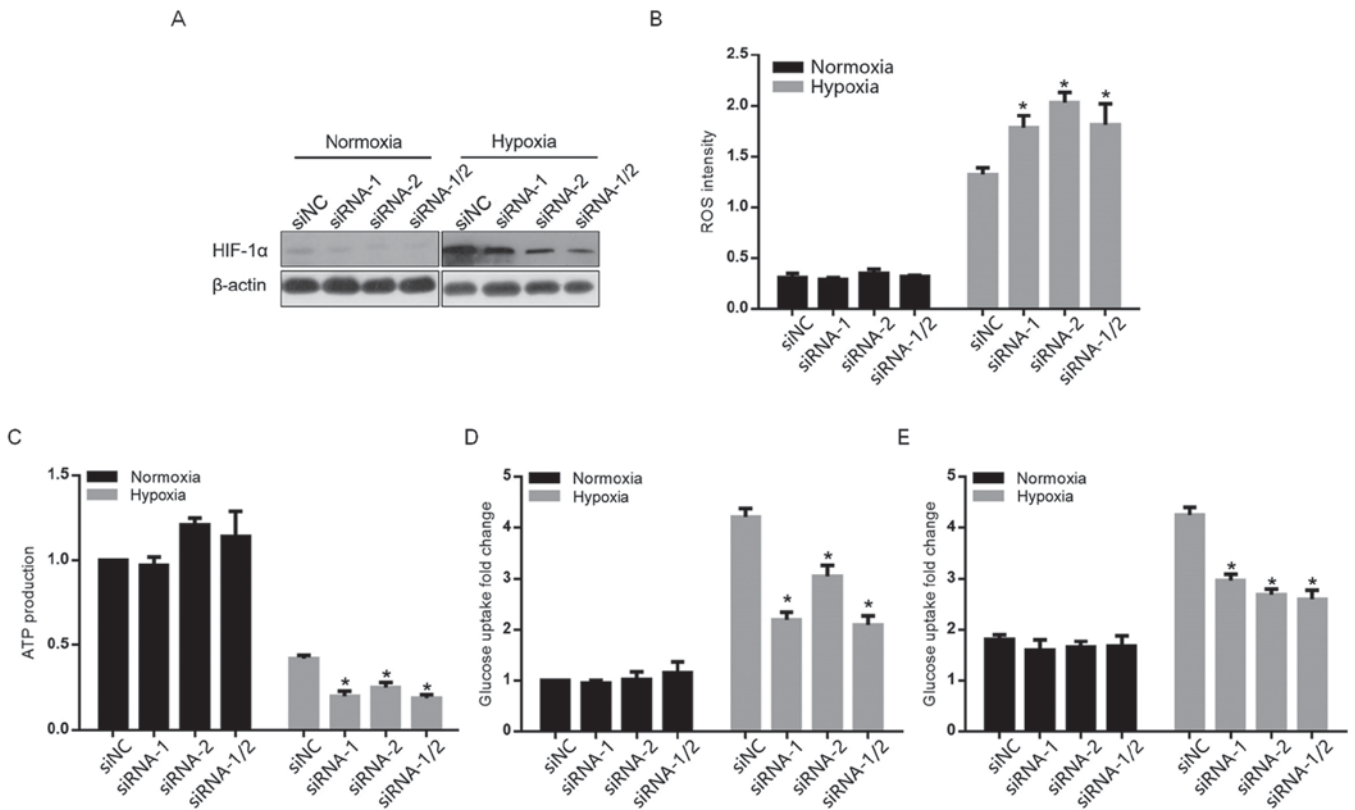 A
Normoxia
Hypoxia
siNC
siRNA-1
siRNA-2
siRNA-1/2
siNC
siRNA-1
siRNA-2
siRNA-1/2
HIF-1α
β-actin
B
Normoxia
Hypoxia
ROS intensity
2.5
2.0
1.5
1.0
0.5
0.0
* * *
siNC
siRNA-1
siRNA-2
siRNA-1/2
siNC
siRNA-1
siRNA-2
siRNA-1/2
C
Normoxia
Hypoxia
ATP production
1.5
1.0
0.5
0.0
* * *
siNC
siRNA-1
siRNA-2
siRNA-1/2
siNC
siRNA-1
siRNA-2
siRNA-1/2
D
Normoxia
Hypoxia
Glucose uptake fold change
5
4
3
2
1
0
* * *
siNC
siRNA-1
siRNA-2
siRNA-1/2
siNC
siRNA-1
siRNA-2
siRNA-1/2
E
Normoxia
Hypoxia
Glucose uptake fold change
5
4
3
2
1
0
* * *
siNC
siRNA-1
siRNA-2
siRNA-1/2
siNC
siRNA-1
siRNA-2
siRNA-1/2